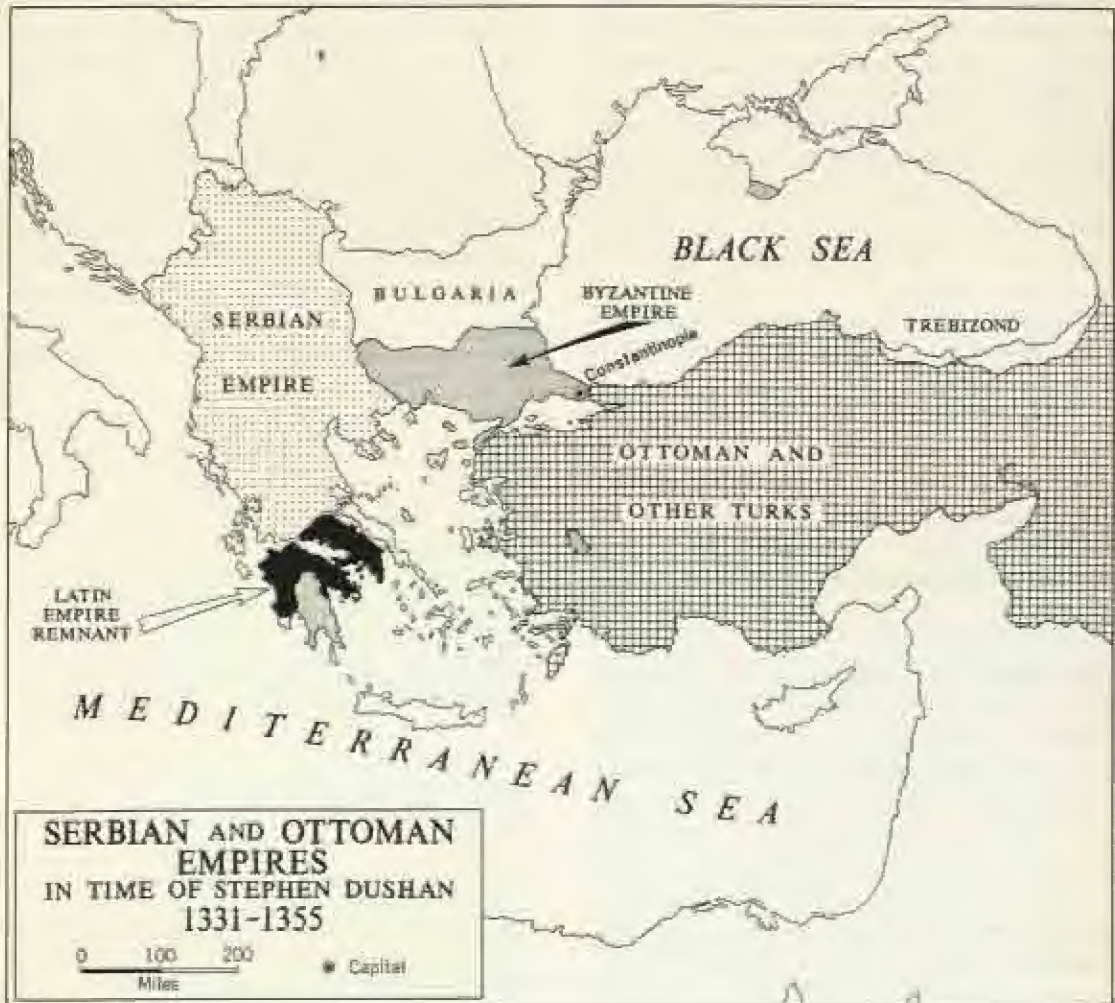 BLACK SEA
BULGARIA
BYZANTINE
EMPIRE
SERBIAN
EMPIRE
TREBIZOND
Constantinople
OTTOMAN AND
OTHER TURKS
LATIN
EMPIRE
REMNANT
MEDITERRANEAN SEA
SERBIAN AND OTTOMAN
EMPIRES
IN TIME OF STEPHEN DUSHAN
1331-1355
0 100 200
Miles
Capital